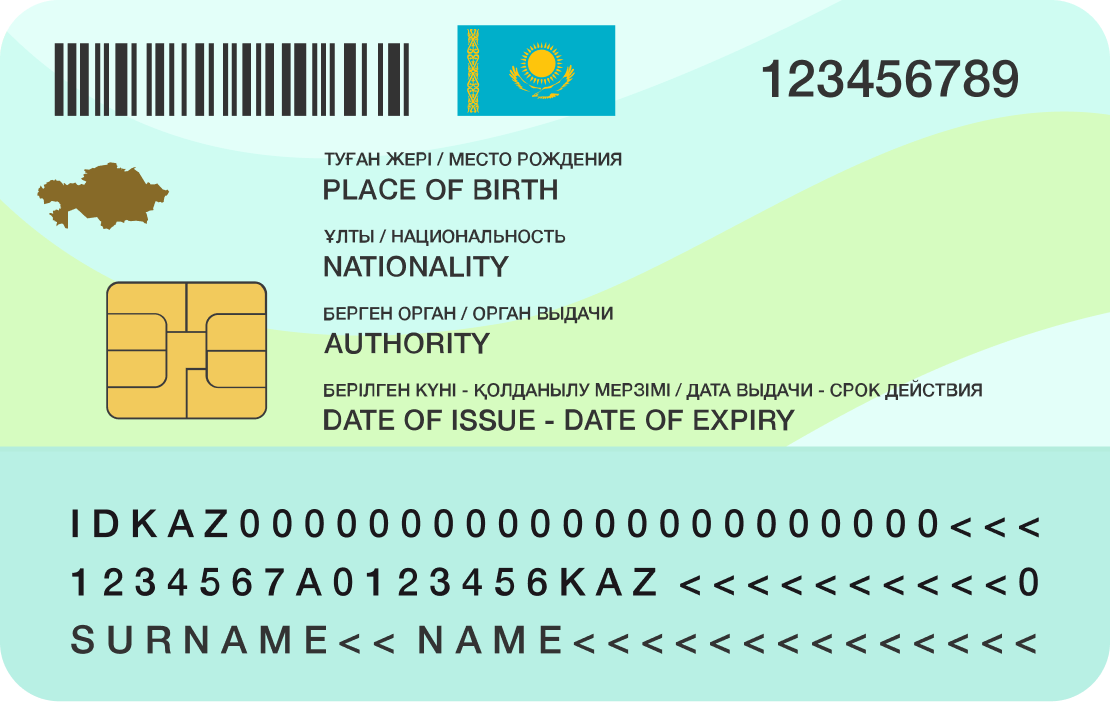 123456789
ТУҒАН ЖЕРІ / МЕСТО РОЖДЕНИЯ
PLACE OF BIRTH
ҰЛТЫ / НАЦИОНАЛЬНОСТЬ
NATIONALITY
БЕРГЕН ОРГАН / ОРГАН ВЫДАЧИ
AUTHORITY
БЕРІЛГЕН КҮНІ - ҚОЛДАНЫЛУ МЕРЗІМІ / ДАТА ВЫДАЧИ - СРОК ДЕЙСТВИЯ
DATE OF ISSUE - DATE OF EXPIRY
IDKAZ0000000000000000000000<<<
1234567A0123456KAZ <<<<<<<<<<<0
SURNAME<< NAME<<<<<<<<<<<<<<<